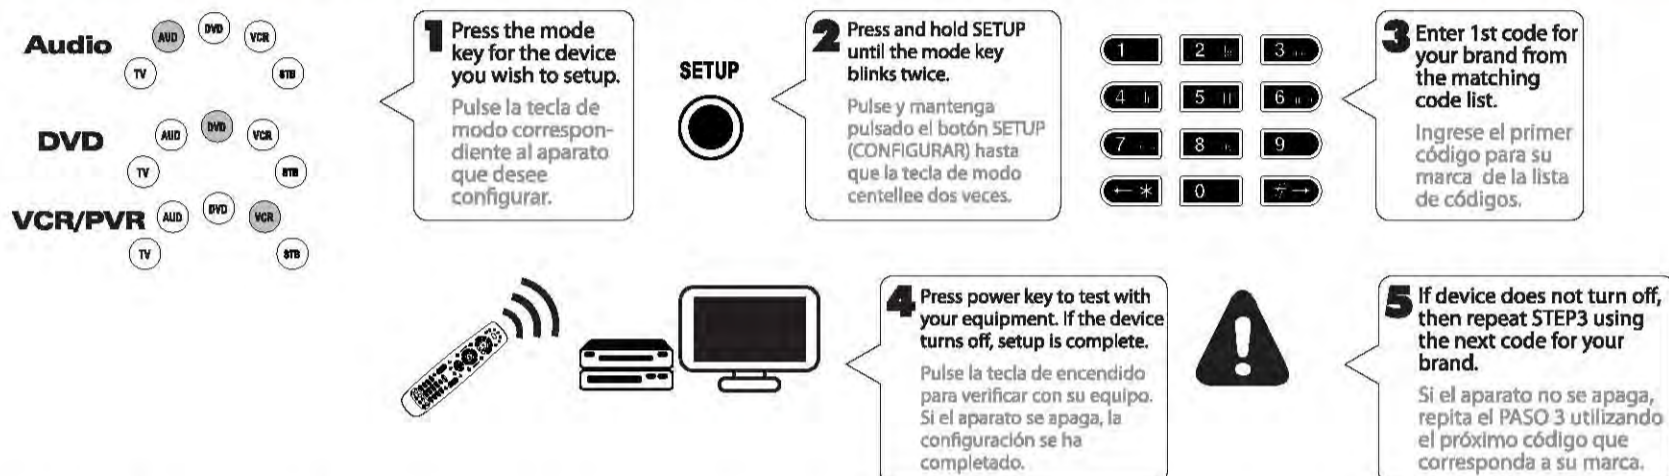 Audio
AUD
DVD
VCR
TV
STB
DVD
AUD
DVD
VCR
TV
STB
VCR/PVR
AUD
DVD
VCR
TV
STB
1 Press the mode
key for the device
you wish to setup.
Pulse la tecla de
modo correspon-
diente al aparato
que desee
configurar.
SETUP
2 Press and hold SETUP
until the mode key
blinks twice.
Pulse y mantenga
pulsado el botón SETUP
(CONFIGURAR) hasta
que la tecla de modo
centellee dos veces.
1 2 3
4 5 6
7 8 9
← * 0 # →
3 Enter 1st code for
your brand from
the matching
code list.
Ingrese el primer
código para su
marca de la lista
de códigos.
4 Press power key to test with
your equipment. If the device
turns off, setup is complete.
Pulse la tecla de encendido
para verificar con su equipo.
Si el aparato se apaga, la
configuración se ha
completado.
5 If device does not turn off,
then repeat STEP3 using
the next code for your
brand.
Si el aparato no se apaga,
repita el PASO 3 utilizando
el próximo código que
corresponda a su marca.